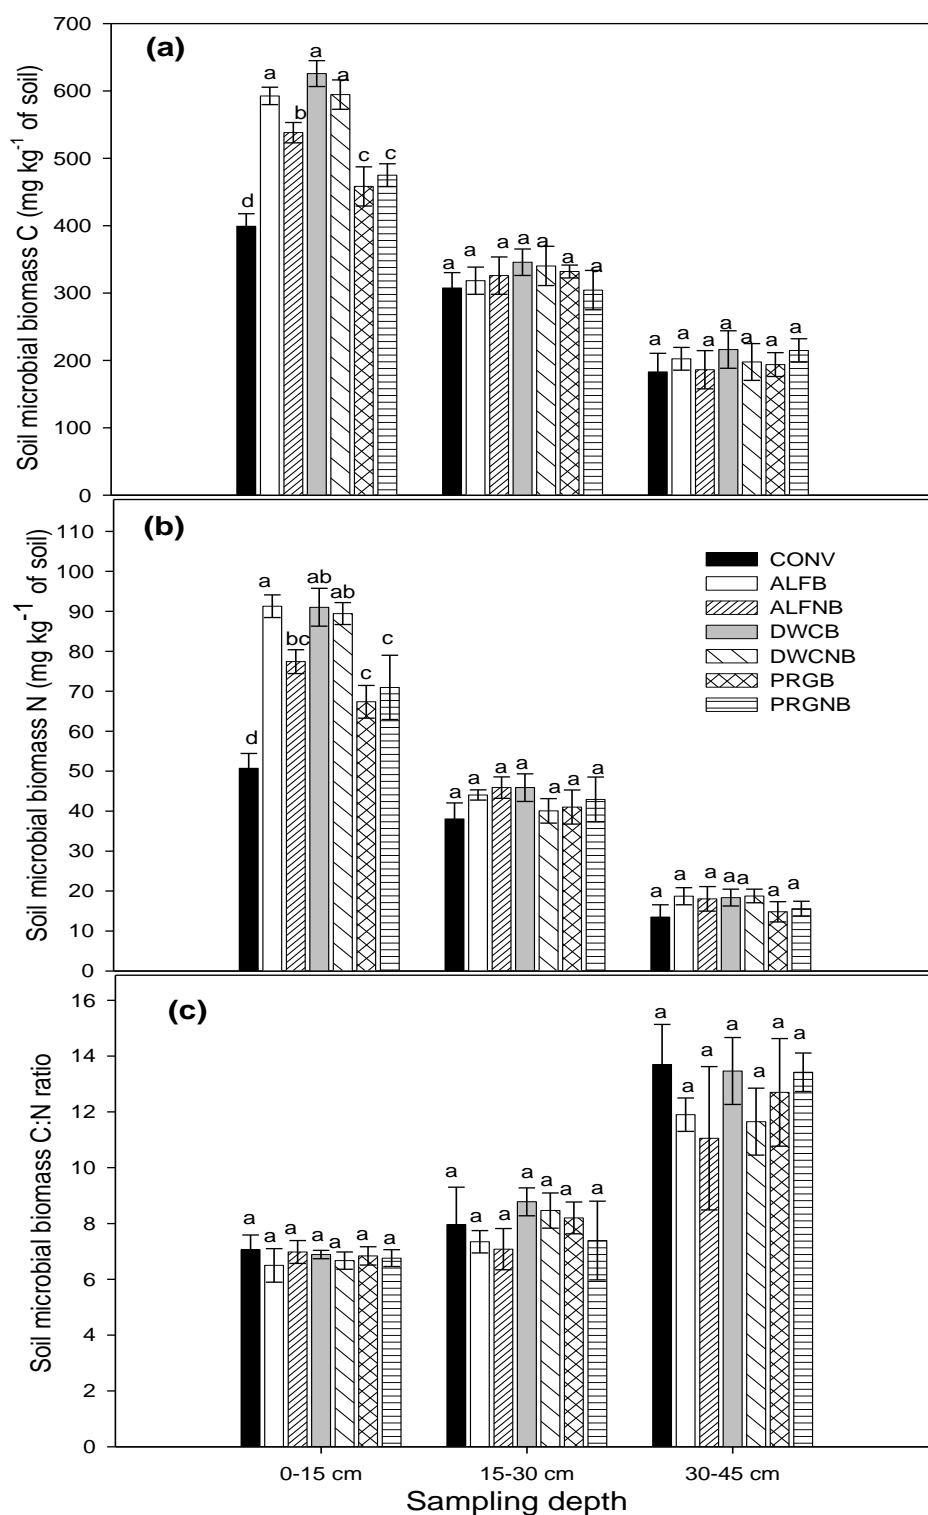 700
600
500
400
300
200
100
0
Soil microbial biomass C (mg kg⁻¹ of soil)
(a)
d a b a a c c
a a a a a a a
a a a a a a a
110
100
90
80
70
60
50
40
30
20
10
0
Soil microbial biomass N (mg kg⁻¹ of soil)
(b)
d a bc ab ab c c
a a a a a a a
a a a a a a a
CONV
ALFB
ALFNB
DWCB
DWCNB
PRGB
PRGNB
16
14
12
10
8
6
4
2
0
Soil microbial biomass C:N ratio
(c)
a a a a a a a
a a a a a a a
a a a a a a a
0-15 cm 15-30 cm 30-45 cm
Sampling depth